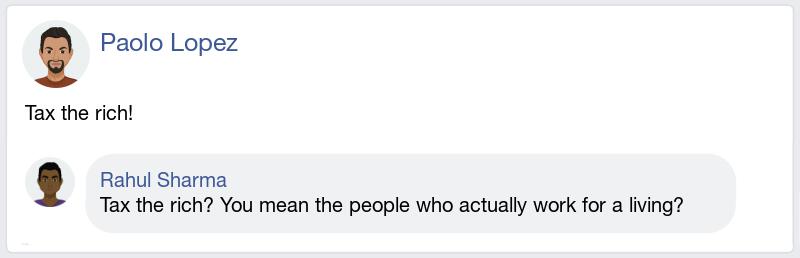 Paolo Lopez
Tax the rich!
Rahul Sharma
Tax the rich? You mean the people who actually work for a living?